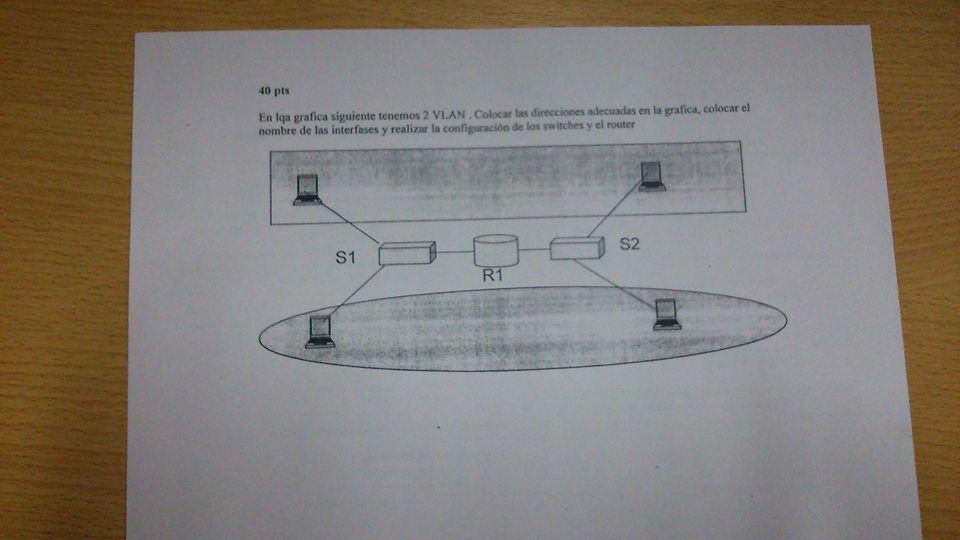 40 pts
En lqa grafica siguiente tenemos 2 VLAN . Colocar las direcciones adecuadas en la grafica, colocar el
nombre de las interfases y realizar la configuración de los switches y el router
S1
R1
S2